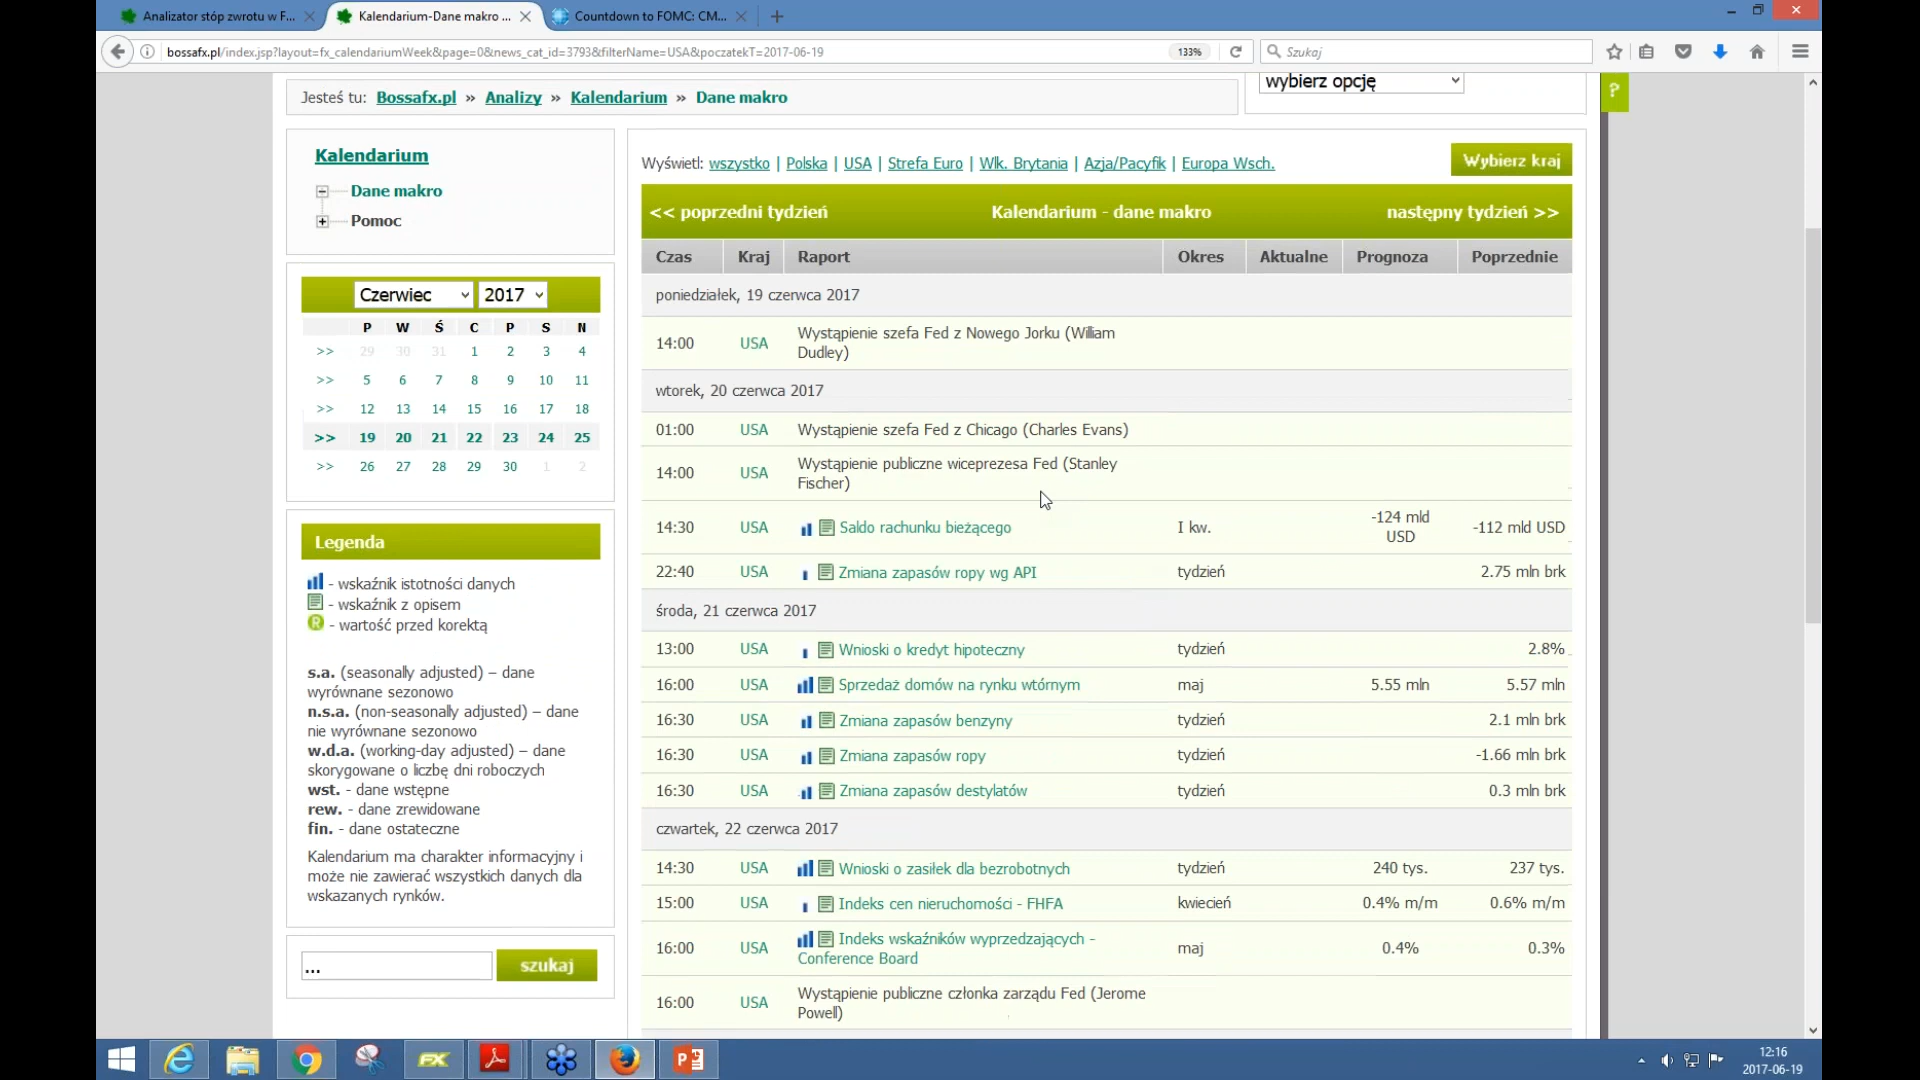 Analizator stóp zwrotu w F...
Kalendarium-Dane makro ...
Countdown to FOMC: CM...
bossafx.pl/index.jsp?layout=fx_calendariumWeek&page=0&news_cat_id=3793&filterName=USA&poczatekT=2017-06-19
133%
Szukaj
Jesteś tu: Bossafx.pl » Analizy » Kalendarium » Dane makro
wybierz opcję
?
Kalendarium
Dane makro
Pomoc
Czerwiec 2017
P W Ś C P S N
>> 29 30 31 1 2 3 4
>> 5 6 7 8 9 10 11
>> 12 13 14 15 16 17 18
>> 19 20 21 22 23 24 25
>> 26 27 28 29 30 1 2
Legenda
- wskaźnik istotności danych
- wskaźnik z opisem
R - wartość przed korektą
s.a. (seasonally adjusted) – dane
wyrównane sezonowo
n.s.a. (non-seasonally adjusted) – dane
nie wyrównane sezonowo
w.d.a. (working-day adjusted) – dane
skorygowane o liczbę dni roboczych
wst. - dane wstępne
rew. - dane zrewidowane
fin. - dane ostateczne
Kalendarium ma charakter informacyjny i
może nie zawierać wszystkich danych dla
wskazanych rynków.
...
szukaj
Wyświetl: wszystko | Polska | USA | Strefa Euro | Wlk. Brytania | Azja/Pacyfik | Europa Wsch.
Wybierz kraj
<< poprzedni tydzień Kalendarium - dane makro następny tydzień >>
Czas Kraj Raport Okres Aktualne Prognoza Poprzednie
poniedziałek, 19 czerwca 2017
14:00 USA Wystąpienie szefa Fed z Nowego Jorku (William
Dudley)
wtorek, 20 czerwca 2017
01:00 USA Wystąpienie szefa Fed z Chicago (Charles Evans)
14:00 USA Wystąpienie publiczne wiceprezesa Fed (Stanley
Fischer)
14:30 USA Saldo rachunku bieżącego I kw. -124 mld USD -112 mld USD
22:40 USA Zmiana zapasów ropy wg API tydzień 2.75 mln brk
środa, 21 czerwca 2017
13:00 USA Wnioski o kredyt hipoteczny tydzień 2.8%
16:00 USA Sprzedaż domów na rynku wtórnym maj 5.55 mln 5.57 mln
16:30 USA Zmiana zapasów benzyny tydzień 2.1 mln brk
16:30 USA Zmiana zapasów ropy tydzień -1.66 mln brk
16:30 USA Zmiana zapasów destylatów tydzień 0.3 mln brk
czwartek, 22 czerwca 2017
14:30 USA Wnioski o zasiłek dla bezrobotnych tydzień 240 tys. 237 tys.
15:00 USA Indeks cen nieruchomości - FHFA kwiecień 0.4% m/m 0.6% m/m
16:00 USA Indeks wskaźników wyprzedzających -
Conference Board maj 0.4% 0.3%
16:00 USA Wystąpienie publiczne członka zarządu Fed (Jerome
Powell)
FX
12:16
2017-06-19